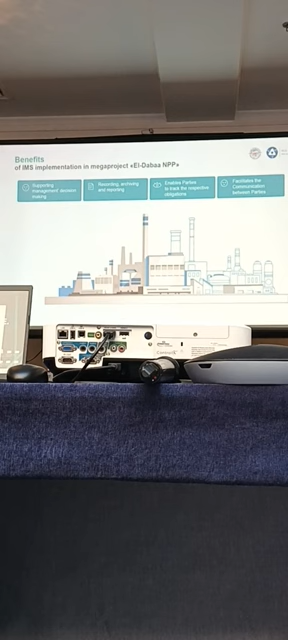 Benefits
of IMS implementation in megaproject «El-Dabaa NPP»
Supporting
management decision
making
Recording, archiving
and reporting
Enables Parties
to track the respective
obligations
Facilitates the
Communication
between Parties